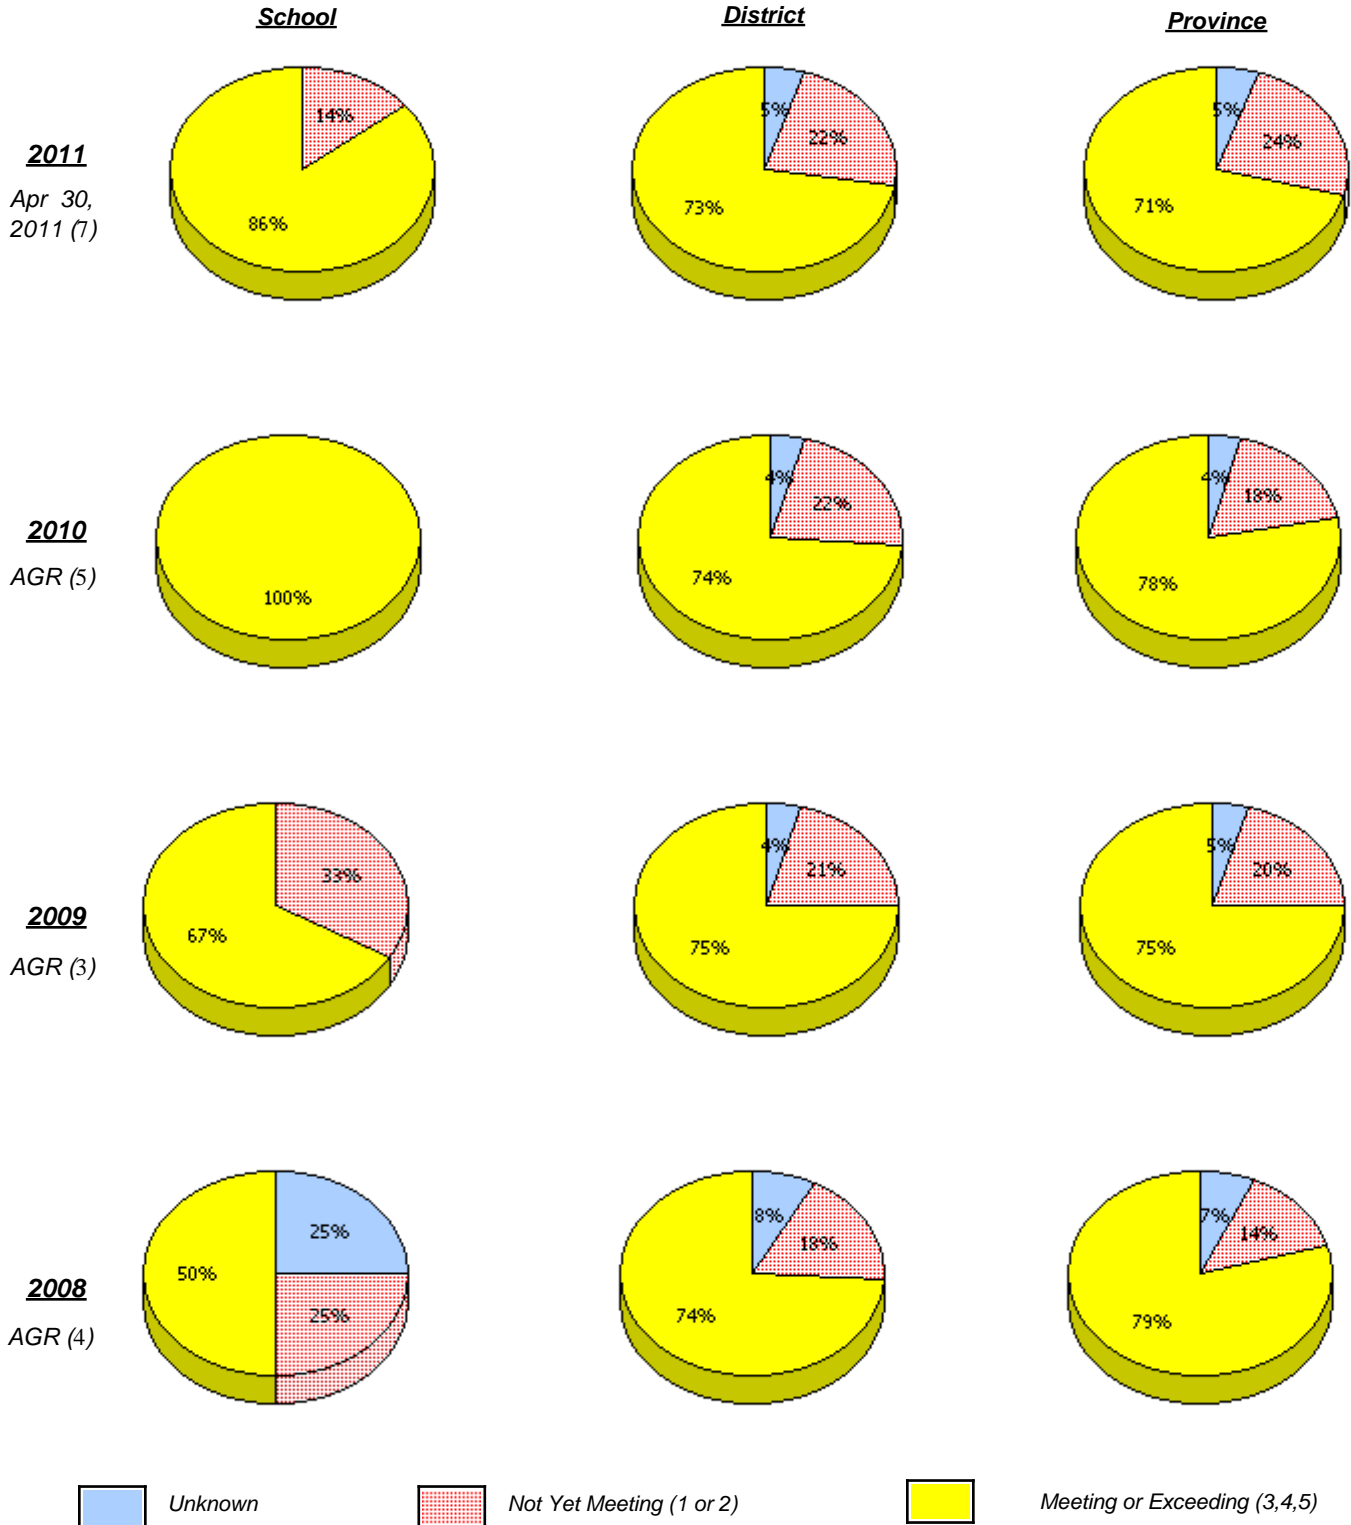 School District Province
14% 5% 22% 5% 24%
2011
Apr 30,
2011 (7)
86% 73% 71%
4% 22% 4% 18%
2010
AGR (5)
100% 74% 78%
33% 4% 21% 5% 20%
2009
AGR (3)
67% 75% 75%
25% 8% 18% 7% 14%
2008
AGR (4)
50% 25% 74% 79%
Unknown Not Yet Meeting (1 or 2) Meeting or Exceeding (3,4,5)